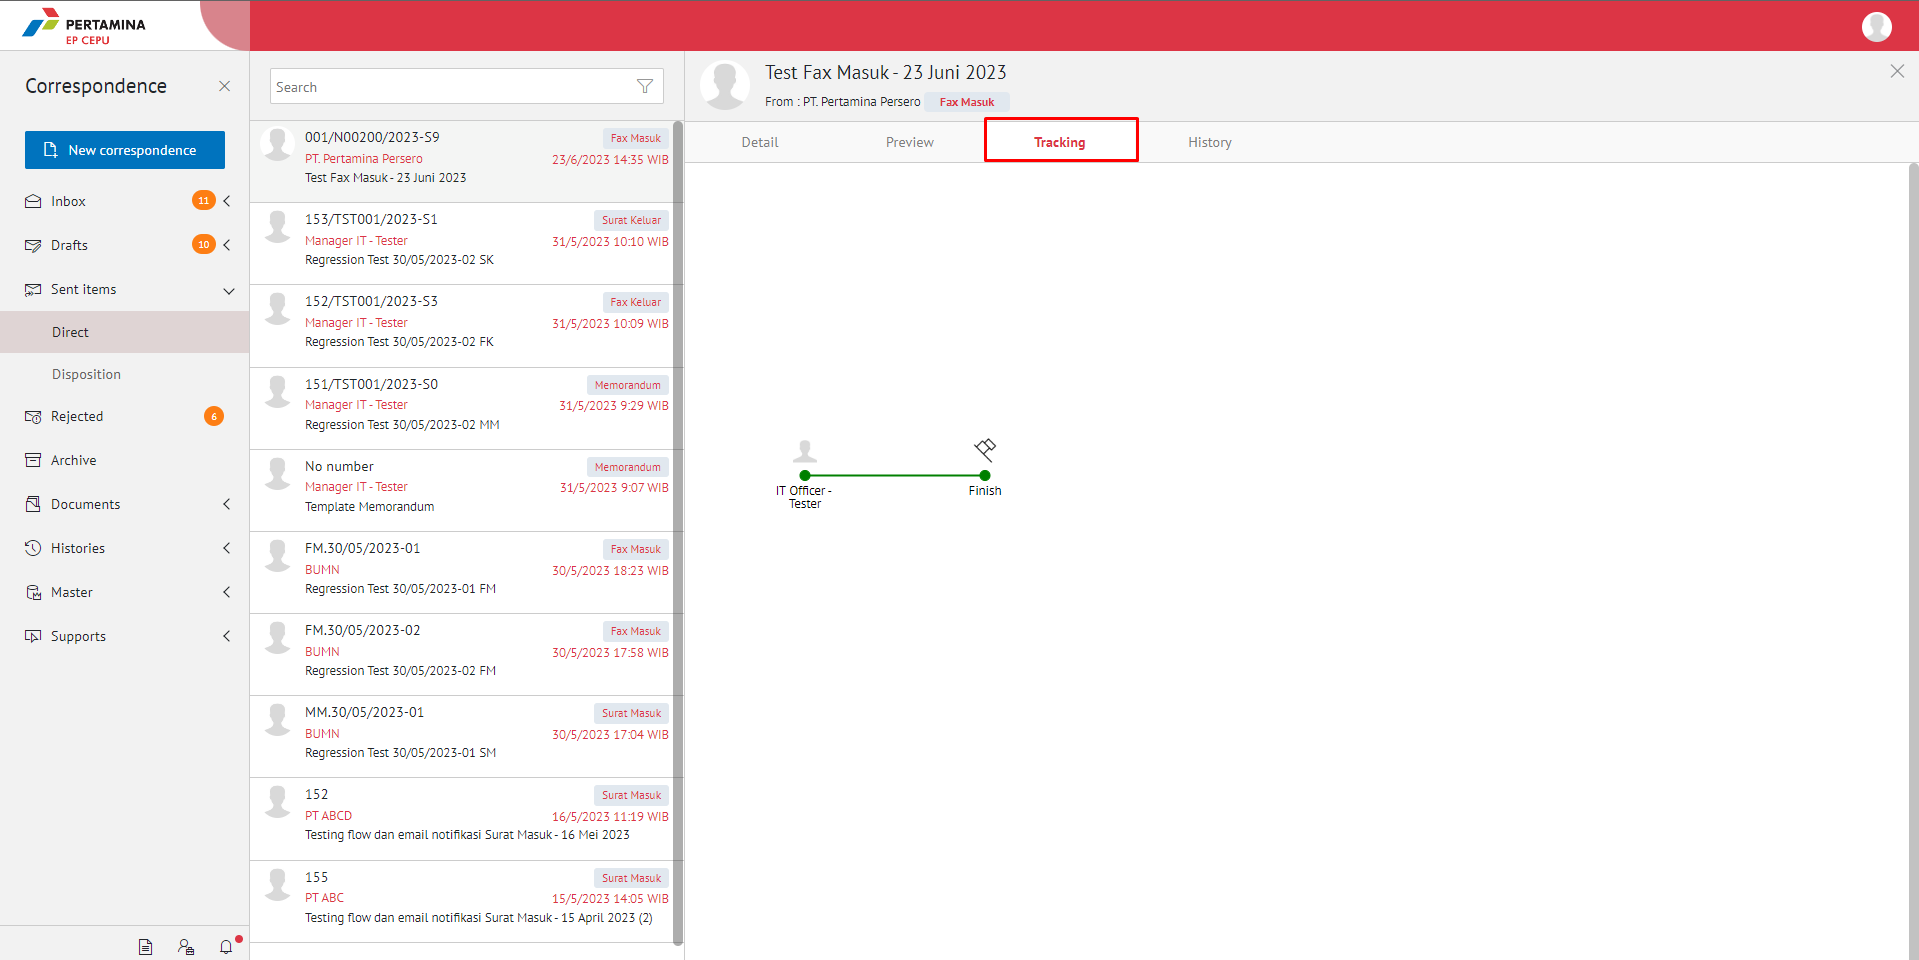 PERTAMINA
EP CEPU
Correspondence
New correspondence
Inbox 11
Drafts 10
Sent items
Direct
Disposition
Rejected 6
Archive
Documents
Histories
Master
Supports
Search
001/N00200/2023-S9 Fax Masuk
PT. Pertamina Persero 23/6/2023 14:35 WIB
Test Fax Masuk - 23 Juni 2023
153/TST001/2023-S1 Surat Keluar
Manager IT - Tester 31/5/2023 10:10 WIB
Regression Test 30/05/2023-02 SK
152/TST001/2023-S3 Fax Keluar
Manager IT - Tester 31/5/2023 10:09 WIB
Regression Test 30/05/2023-02 FK
151/TST001/2023-S0 Memorandum
Manager IT - Tester 31/5/2023 9:29 WIB
Regression Test 30/05/2023-02 MM
No number Memorandum
Manager IT - Tester 31/5/2023 9:07 WIB
Template Memorandum
FM.30/05/2023-01 Fax Masuk
BUMN 30/5/2023 18:23 WIB
Regression Test 30/05/2023-01 FM
FM.30/05/2023-02 Fax Masuk
BUMN 30/5/2023 17:58 WIB
Regression Test 30/05/2023-02 FM
MM.30/05/2023-01 Surat Masuk
BUMN 30/5/2023 17:04 WIB
Regression Test 30/05/2023-01 SM
152 Surat Masuk
PT ABCD 16/5/2023 11:19 WIB
Testing flow dan email notifikasi Surat Masuk - 16 Mei 2023
155 Surat Masuk
PT ABC 15/5/2023 14:05 WIB
Testing flow dan email notifikasi Surat Masuk - 15 April 2023 (2)
Test Fax Masuk - 23 Juni 2023
From : PT. Pertamina Persero Fax Masuk
Detail Preview Tracking History
IT Officer -
Tester
Finish